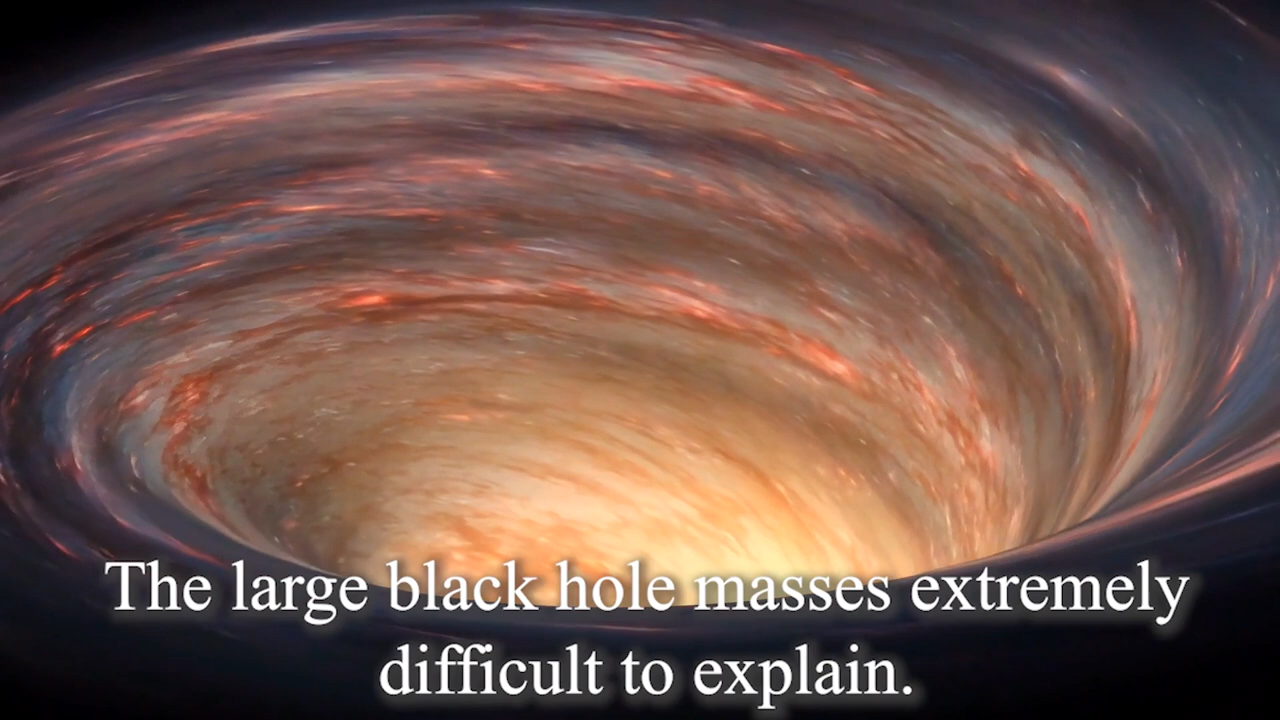 The large black hole masses extremely
difficult to explain.